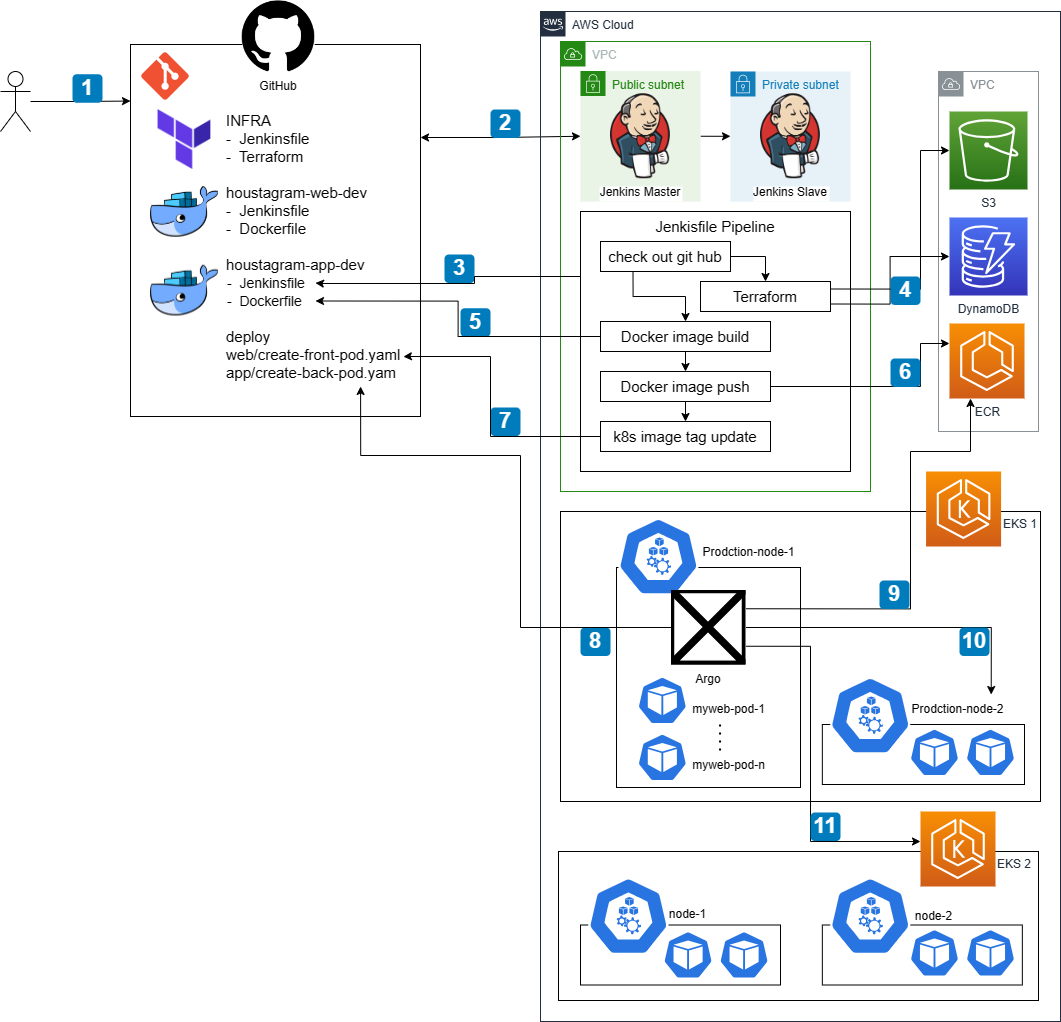 aws
AWS Cloud
GitHub
1
INFRA
- Jenkinsfile
- Terraform
houstagram-web-dev
- Jenkinsfile
- Dockerfile
houstagram-app-dev
- Jenkinsfile
- Dockerfile
deploy
web/create-front-pod.yaml
app/create-back-pod.yam
2
3
5
7
VPC
Public subnet
Jenkins Master
Private subnet
Jenkins Slave
Jenkisfile Pipeline
check out git hub
Terraform
Docker image build
Docker image push
k8s image tag update
4
6
VPC
S3
DynamoDB
ECR
K
EKS 1
Prodction-node-1
8
9
10
Argo
myweb-pod-1
myweb-pod-n
Prodction-node-2
11
K
EKS 2
node-1
node-2